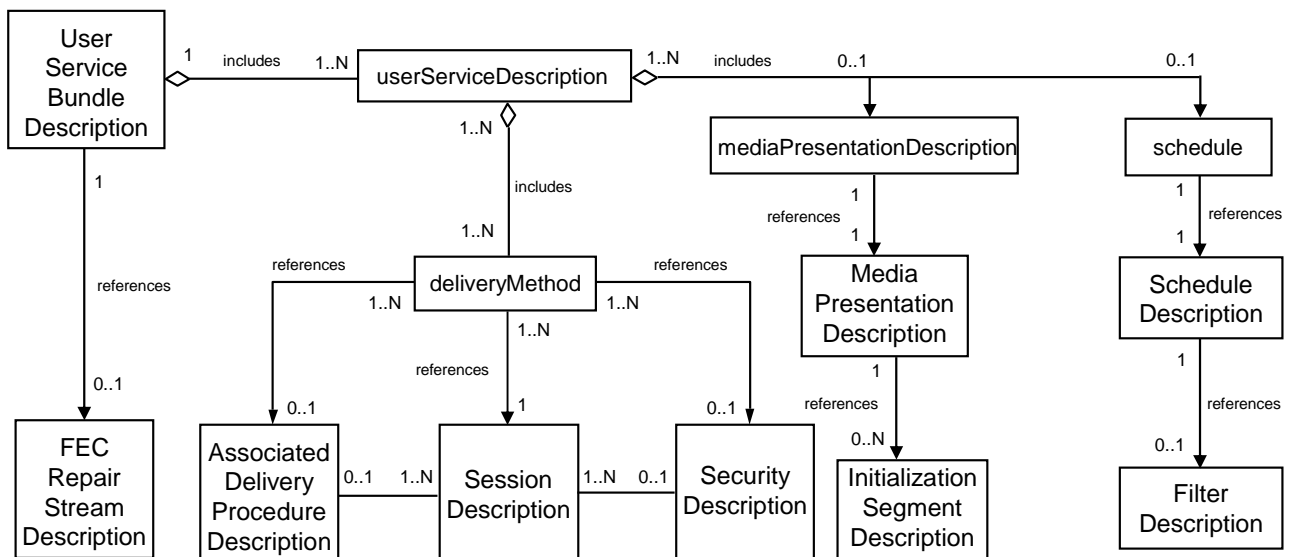 User
Service
Bundle
Description
1
includes
1..N
userServiceDescription
1..N
includes
0..1
0..1
1..N
includes
1..N
mediaPresentationDescription
schedule
1
references
0..1
1
references
1
1
references
1
references
references
deliveryMethod
1..N
1..N
1..N
references
0..1
1
0..1
Media
Presentation
Description
Schedule
Description
1
references
0..N
1
references
0..1
FEC
Repair
Stream
Description
Associated
Delivery
Procedure
Description
0..1
1..N
Session
Description
1..N
0..1
Security
Description
Initialization
Segment
Description
Filter
Description